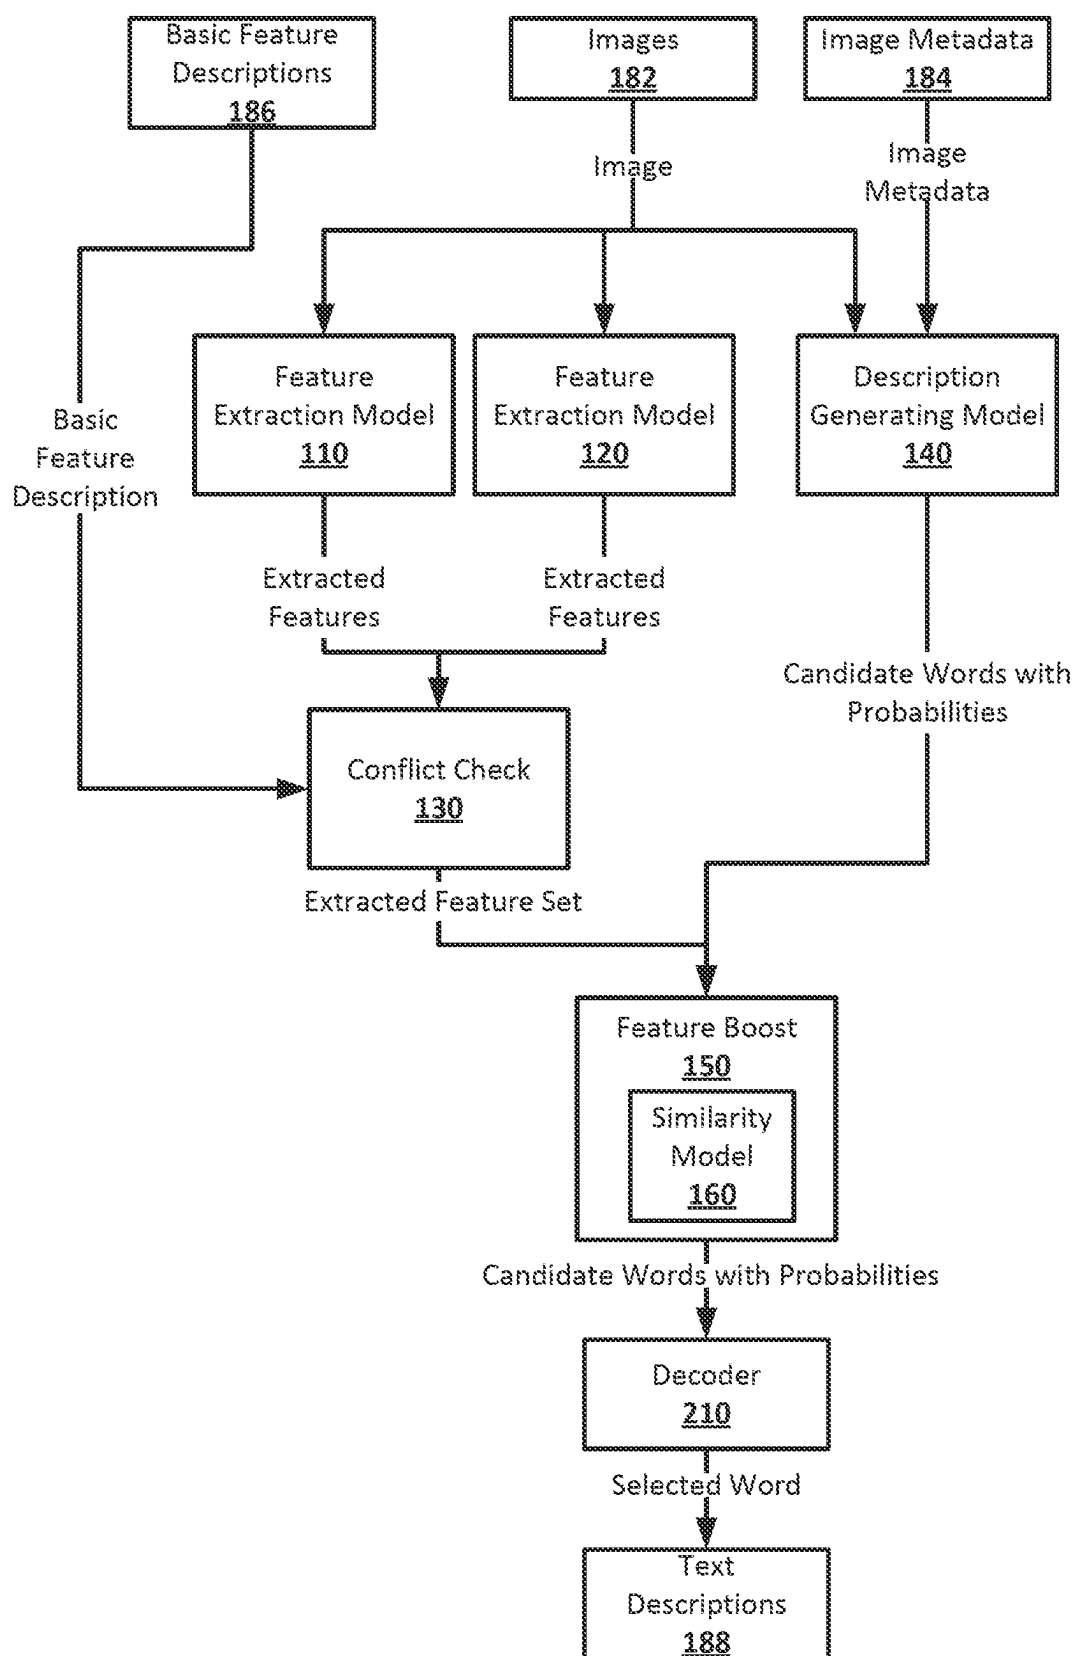 Basic Feature
Descriptions
186
Images
182
Image Metadata
184
Image
Image
Metadata
Feature
Extraction Model
110
Feature
Extraction Model
120
Description
Generating Model
140
Basic
Feature
Description
Extracted
Features
Extracted
Features
Candidate Words with
Probabilities
Conflict Check
130
Extracted Feature Set
Feature Boost
150
Similarity
Model
160
Candidate Words with Probabilities
Decoder
210
Selected Word
Text
Descriptions
188